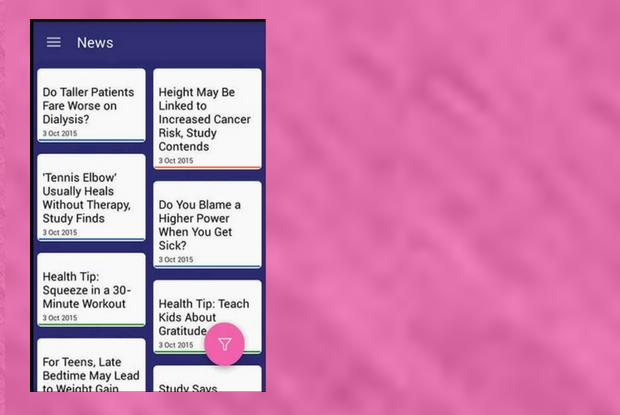 News
Do Taller Patients
Fare Worse on
Dialysis?
3 Oct 2015
'Tennis Elbow'
Usually Heals
Without Therapy,
Study Finds
3 Oct 2015
Health Tip:
Squeeze in a 30-
Minute Workout
3 Oct 2015
For Teens, Late
Bedtime May Lead
to Weight Gain
Height May Be
Linked to
Increased Cancer
Risk, Study
Contends
3 Oct 2015
Do You Blame a
Higher Power
When You Get
Sick?
3 Oct 2015
Health Tip: Teach
Kids About
Gratitude
3 Oct 2015
Study Says